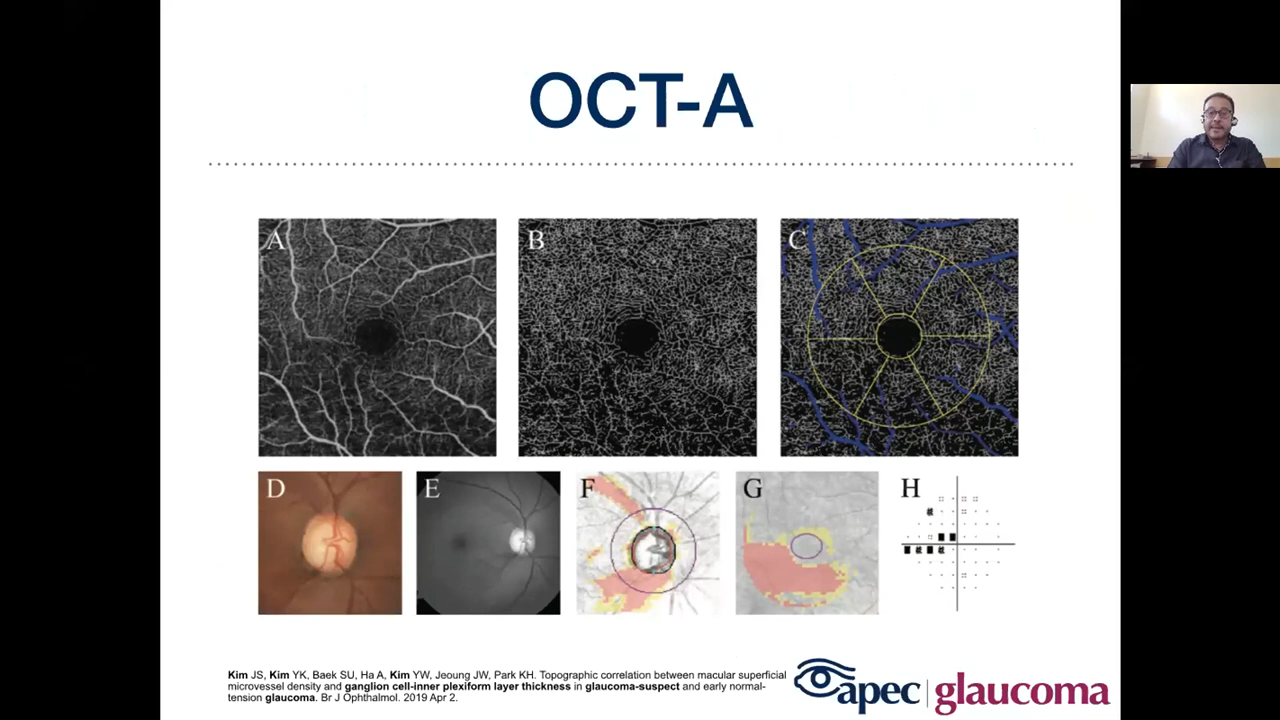 OCT-A
A
B
C
D
E
F
G
H
Kim JS, Kim YK, Baek SU, Ha A, Kim YW, Jeoung JW, Park KH. Topographic correlation between macular superficial
microvessel density and ganglion cell-inner plexiform layer thickness in glaucoma-suspect and early normal-
tension glaucoma. Br J Ophthalmol. 2019 Apr 2.
apec glaucoma